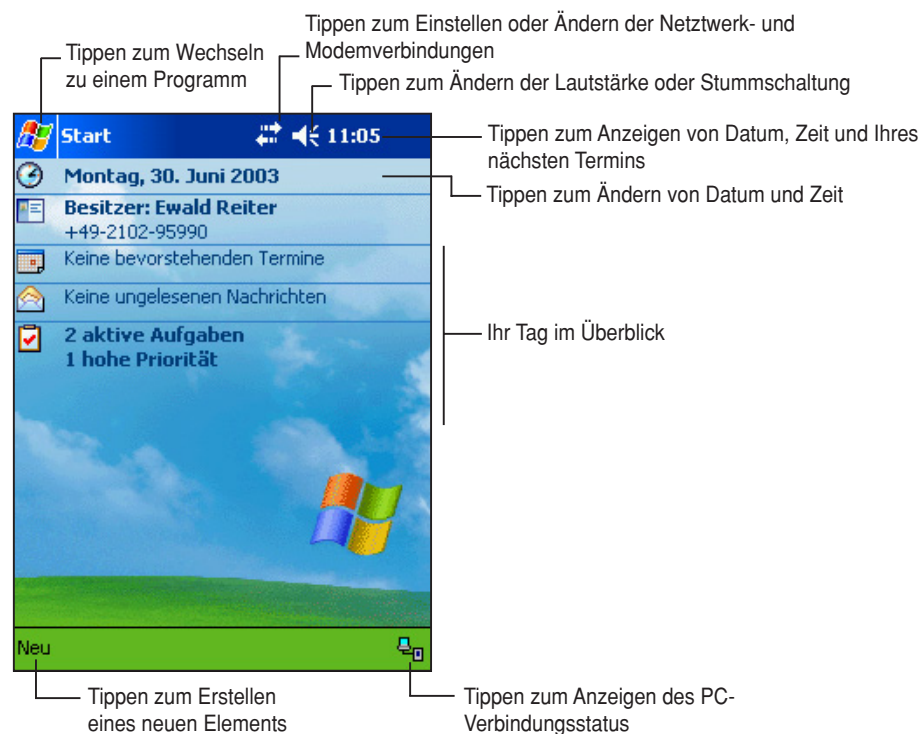 Tippen zum Einstellen oder Ändern der Netztwerk- und
Modemverbindungen
Tippen zum Wechseln
zu einem Programm
Tippen zum Ändern der Lautstärke oder Stummschaltung
Start 11:05
Tippen zum Anzeigen von Datum, Zeit und Ihres
nächsten Termins
Montag, 30. Juni 2003
Tippen zum Ändern von Datum und Zeit
Besitzer: Ewald Reiter
+49-2102-95990
Keine bevorstehenden Termine
Keine ungelesenen Nachrichten
2 aktive Aufgaben
1 hohe Priorität
Ihr Tag im Überblick
Neu
Tippen zum Erstellen
eines neuen Elements
Tippen zum Anzeigen des PC-
Verbindungsstatus